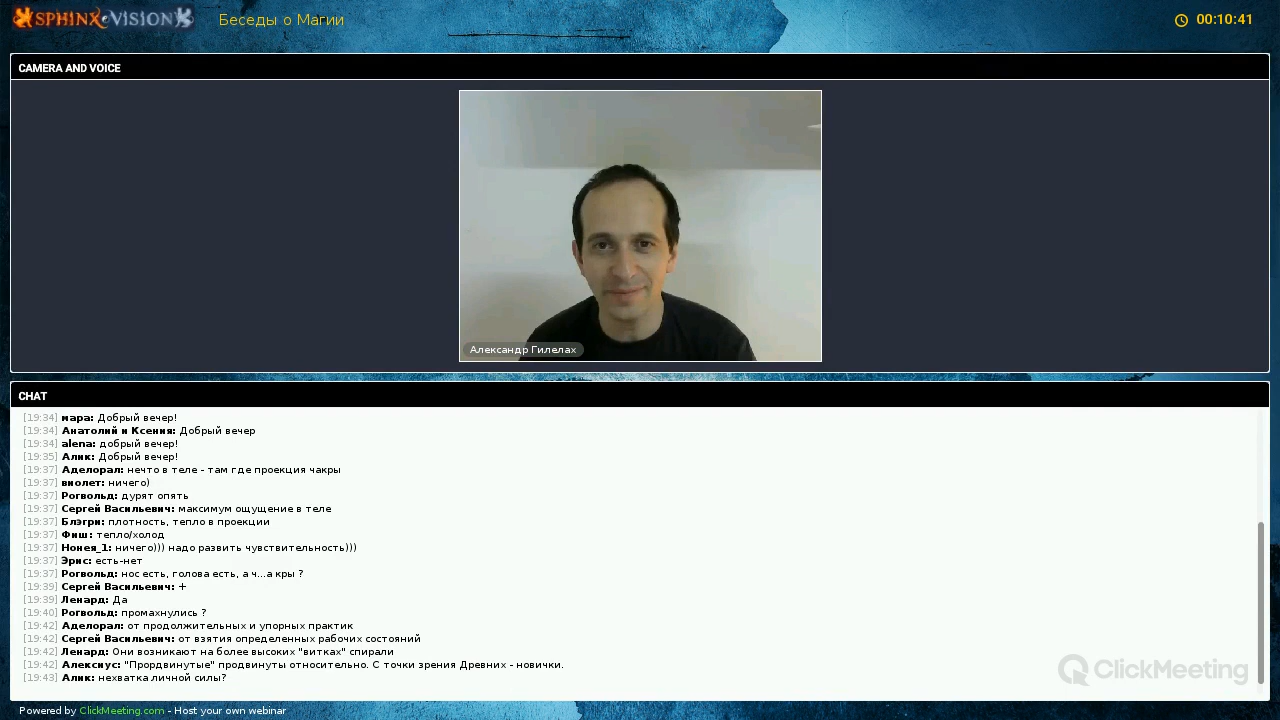 SPHINX VISION Беседы о Магии 00:10:41
CAMERA AND VOICE
Александр Гилелах
CHAT
[19:34] мара: Добрый вечер!
[19:34] Анатолий и Ксения: Добрый вечер
[19:34] alena: добрый вечер!
[19:35] Алик: Добрый вечер!
[19:37] Аделорал: нечто в теле - там где проекция чакры
[19:37] виолет: ничего)
[19:37] Рогвольд: дурят опять
[19:37] Сергей Васильевич: максимум ощущение в теле
[19:37] Блэгри: плотность, тепло в проекции
[19:37] Фиш: тепло/холод
[19:37] Нонея_1: ничего))) надо развить чувствительность)))
[19:37] Эрис: есть-нет
[19:37] Рогвольд: нос есть, голова есть, а ч...а кры ?
[19:39] Сергей Васильевич: +
[19:39] Ленард: Да
[19:40] Рогвольд: промахнулись ?
[19:42] Аделорал: от продолжительных и упорных практик
[19:42] Сергей Васильевич: от взятия определенных рабочих состояний
[19:42] Ленард: Они возникают на более высоких "витках" спирали
[19:42] Алексиус: "Прордвинутые" продвинуты относительно. С точки зрения Древних - новички.
[19:43] Алик: нехватка личной силы?
ClickMeeting
Powered by ClickMeeting.com - Host your own webinar